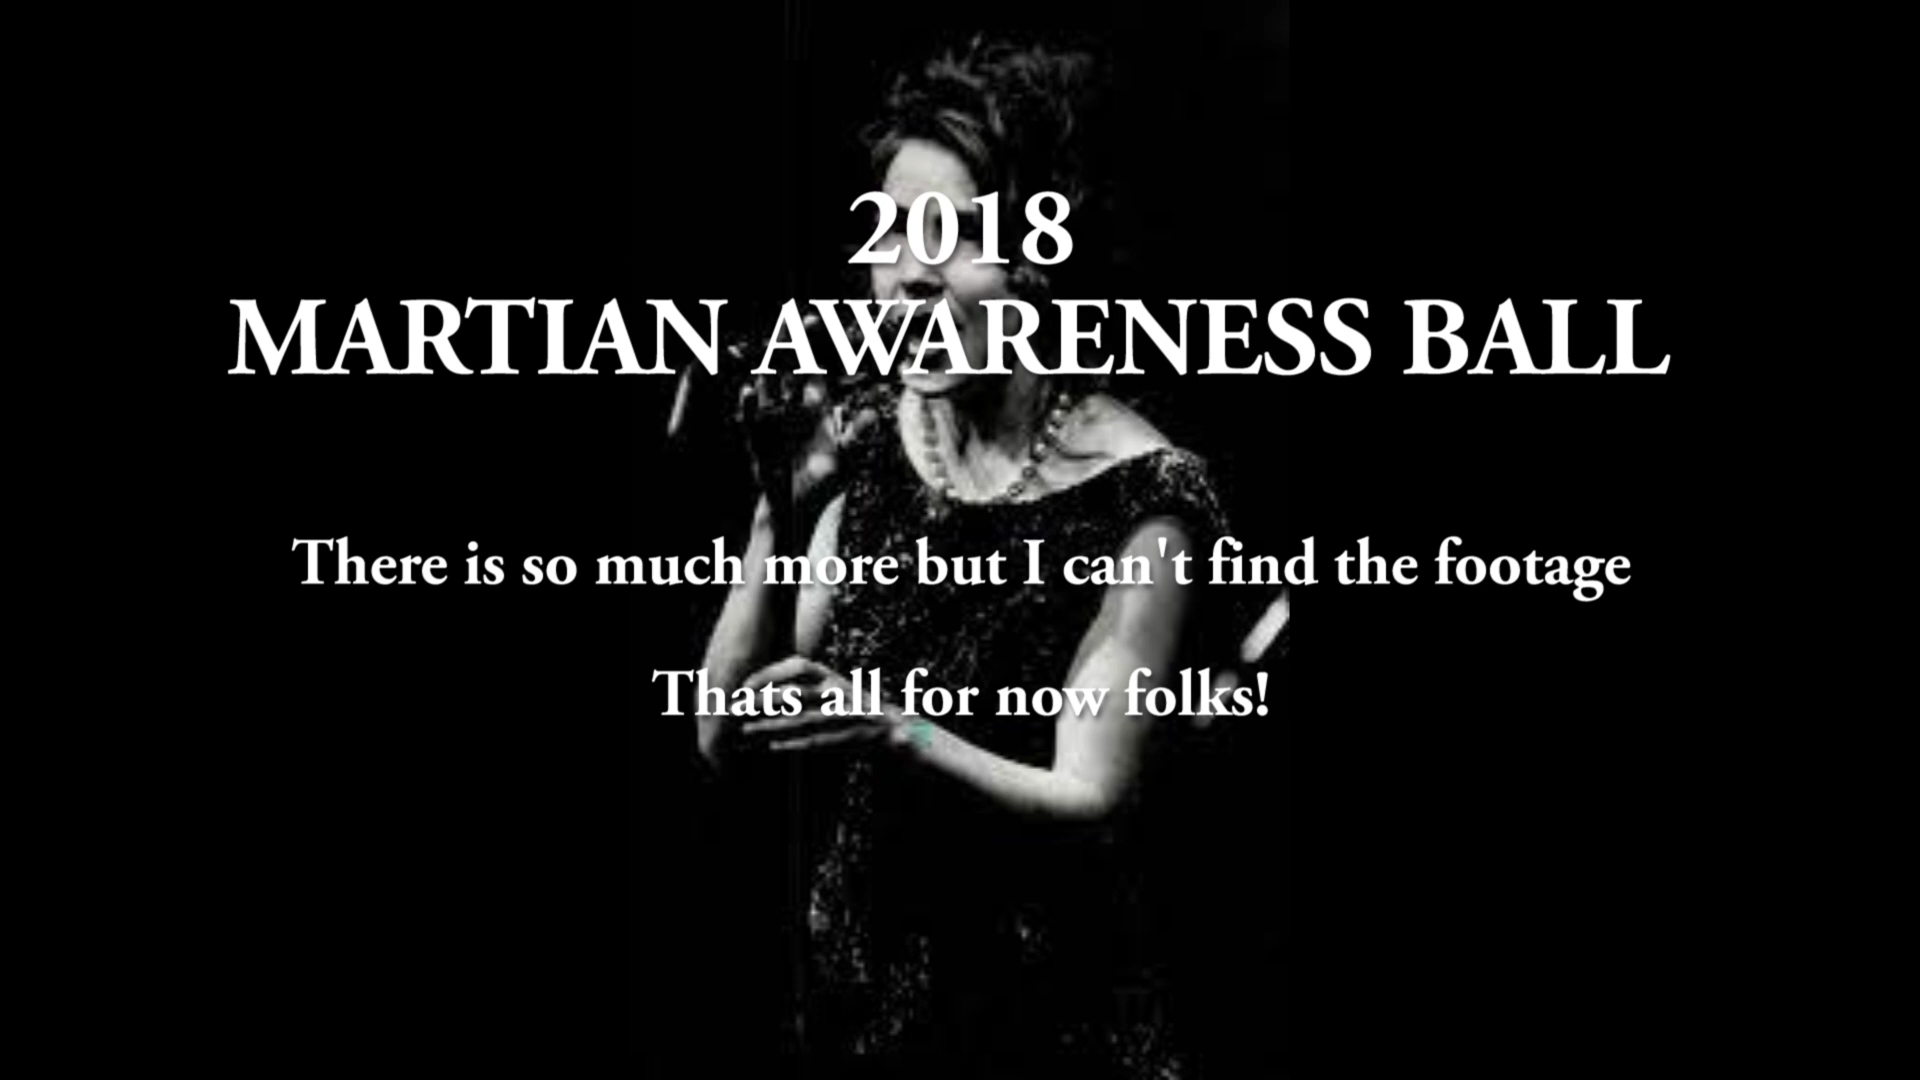 2018
MARTIAN AWARENESS BALL
There is so much more but I can't find the footage
Thats all for now folks!